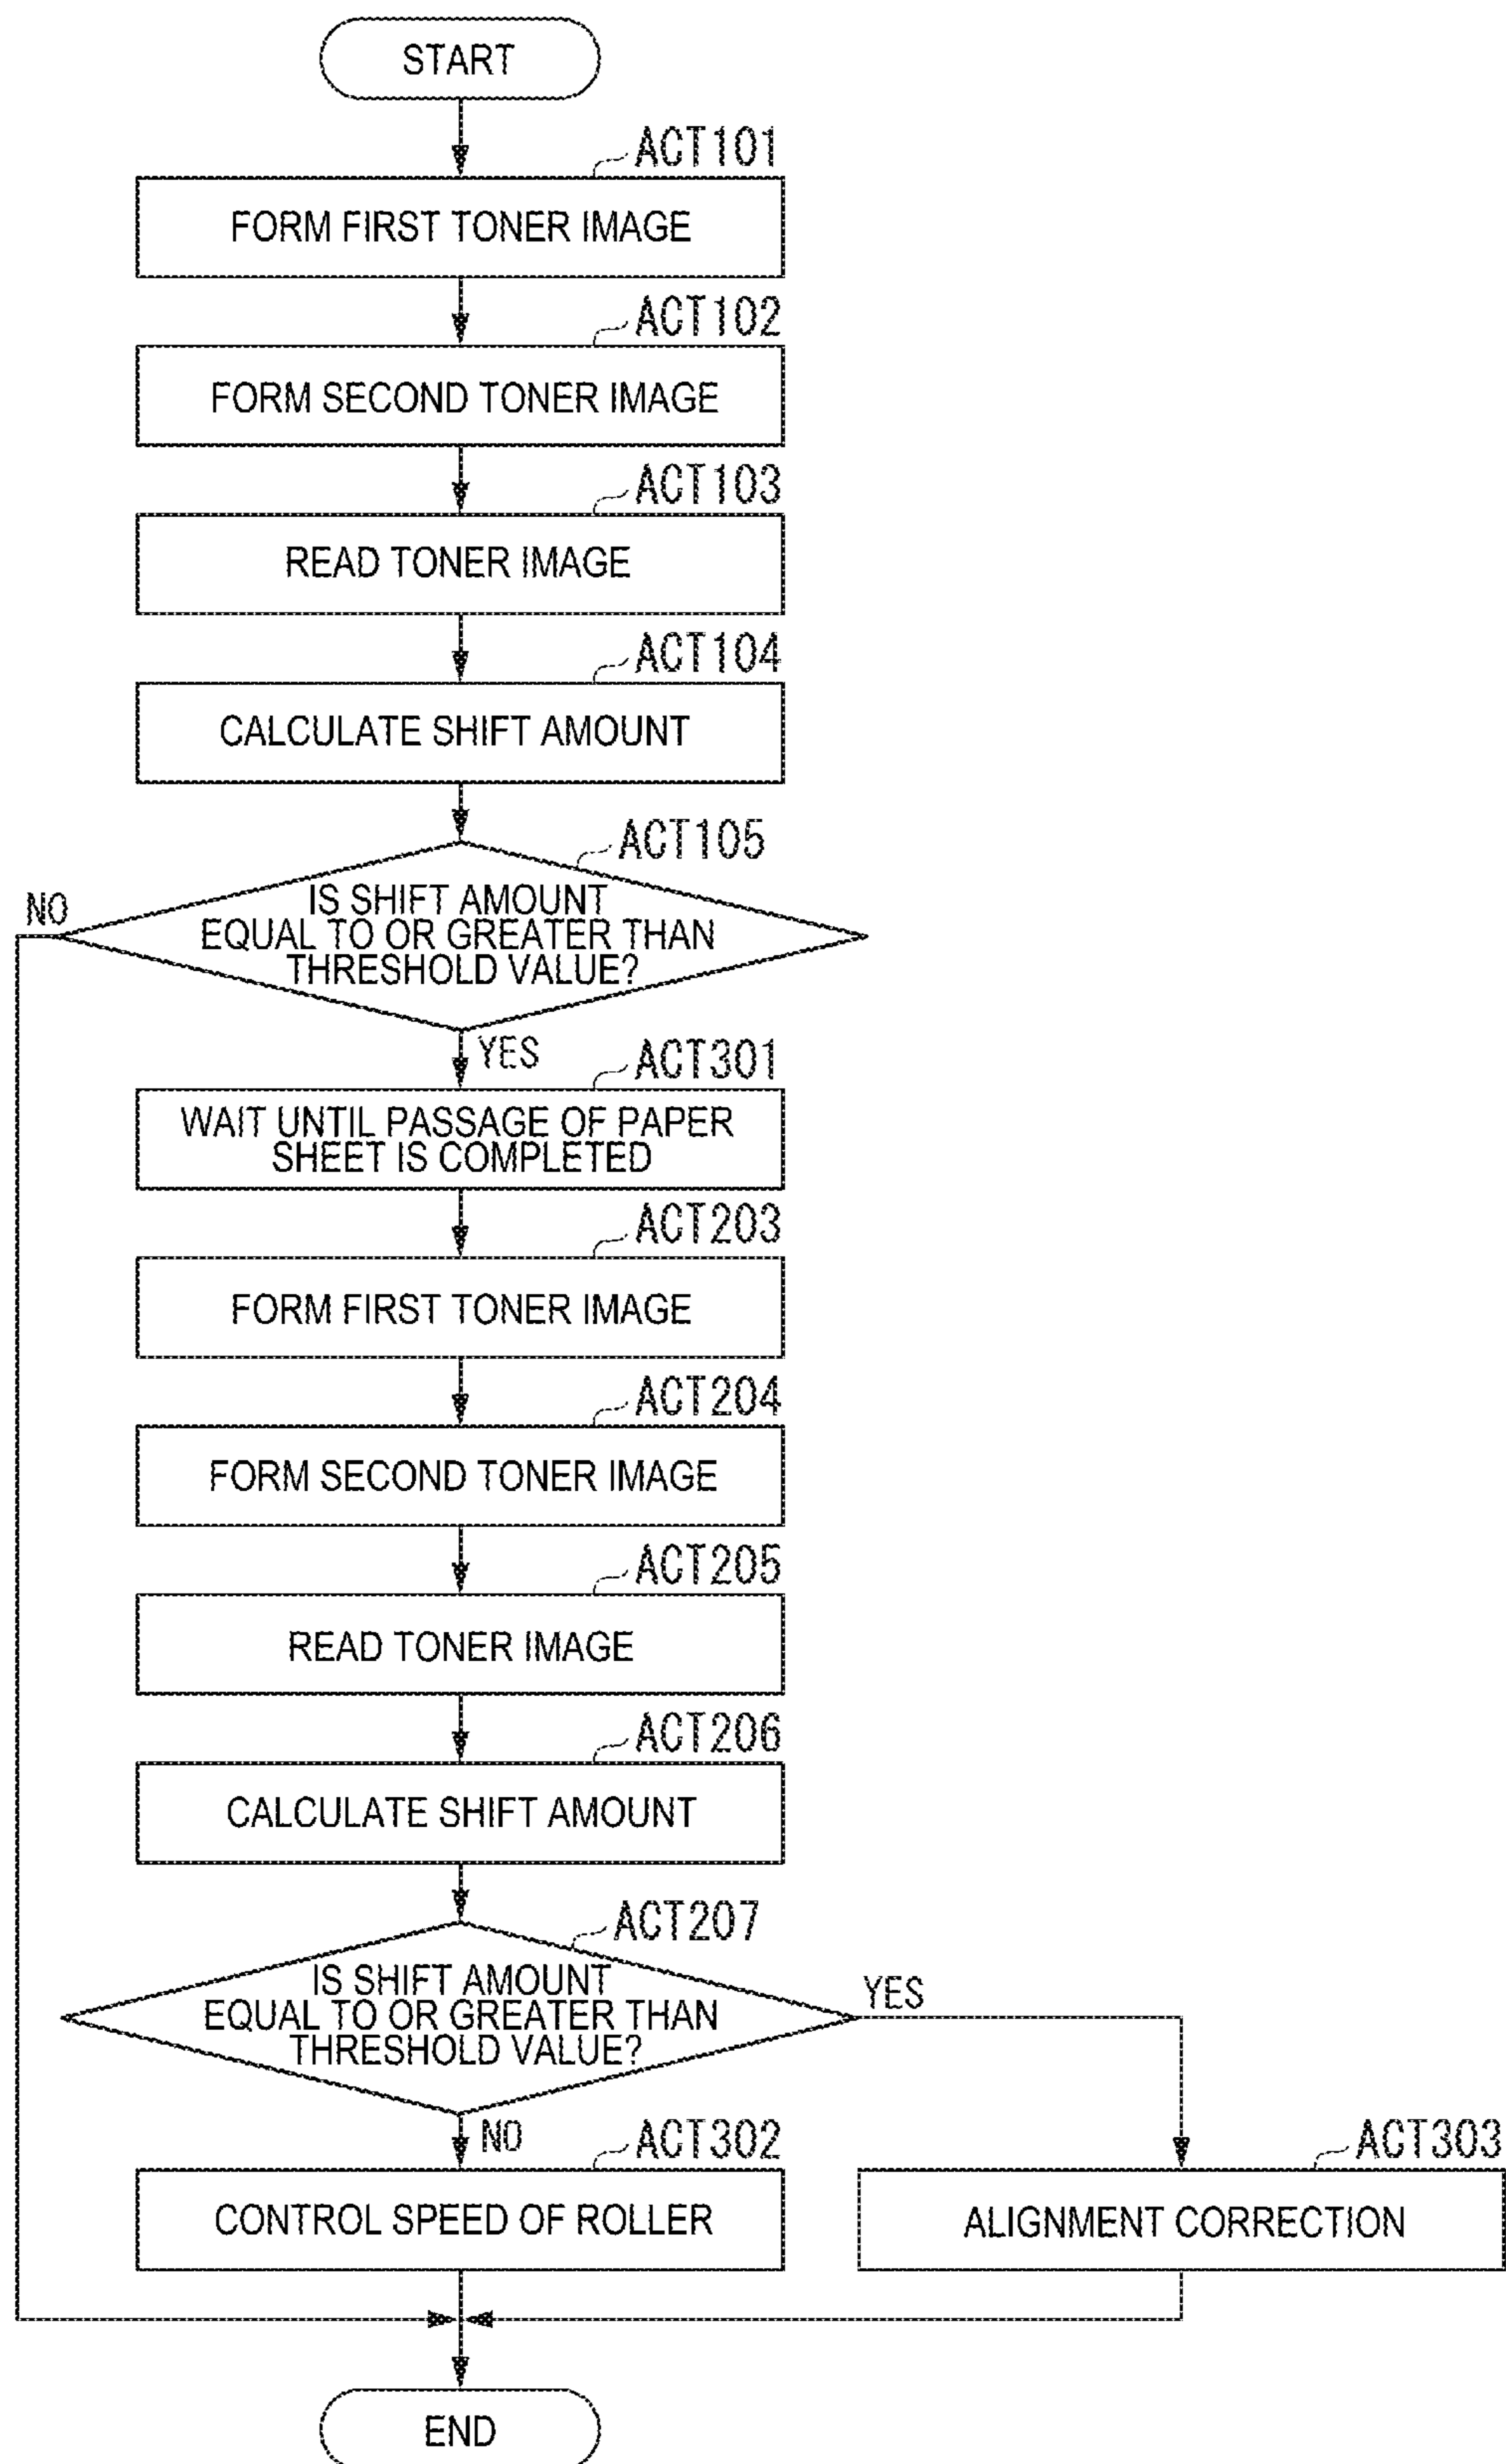 START
ACT101
FORM FIRST TONER IMAGE
ACT102
FORM SECOND TONER IMAGE
ACT103
READ TONER IMAGE
ACT104
CALCULATE SHIFT AMOUNT
ACT105
IS SHIFT AMOUNT
EQUAL TO OR GREATER THAN
THRESHOLD VALUE?
NO
YES
ACT301
WAIT UNTIL PASSAGE OF PAPER
SHEET IS COMPLETED
ACT203
FORM FIRST TONER IMAGE
ACT204
FORM SECOND TONER IMAGE
ACT205
READ TONER IMAGE
ACT206
CALCULATE SHIFT AMOUNT
ACT207
IS SHIFT AMOUNT
EQUAL TO OR GREATER THAN
THRESHOLD VALUE?
YES
NO
ACT302
CONTROL SPEED OF ROLLER
ACT303
ALIGNMENT CORRECTION
END